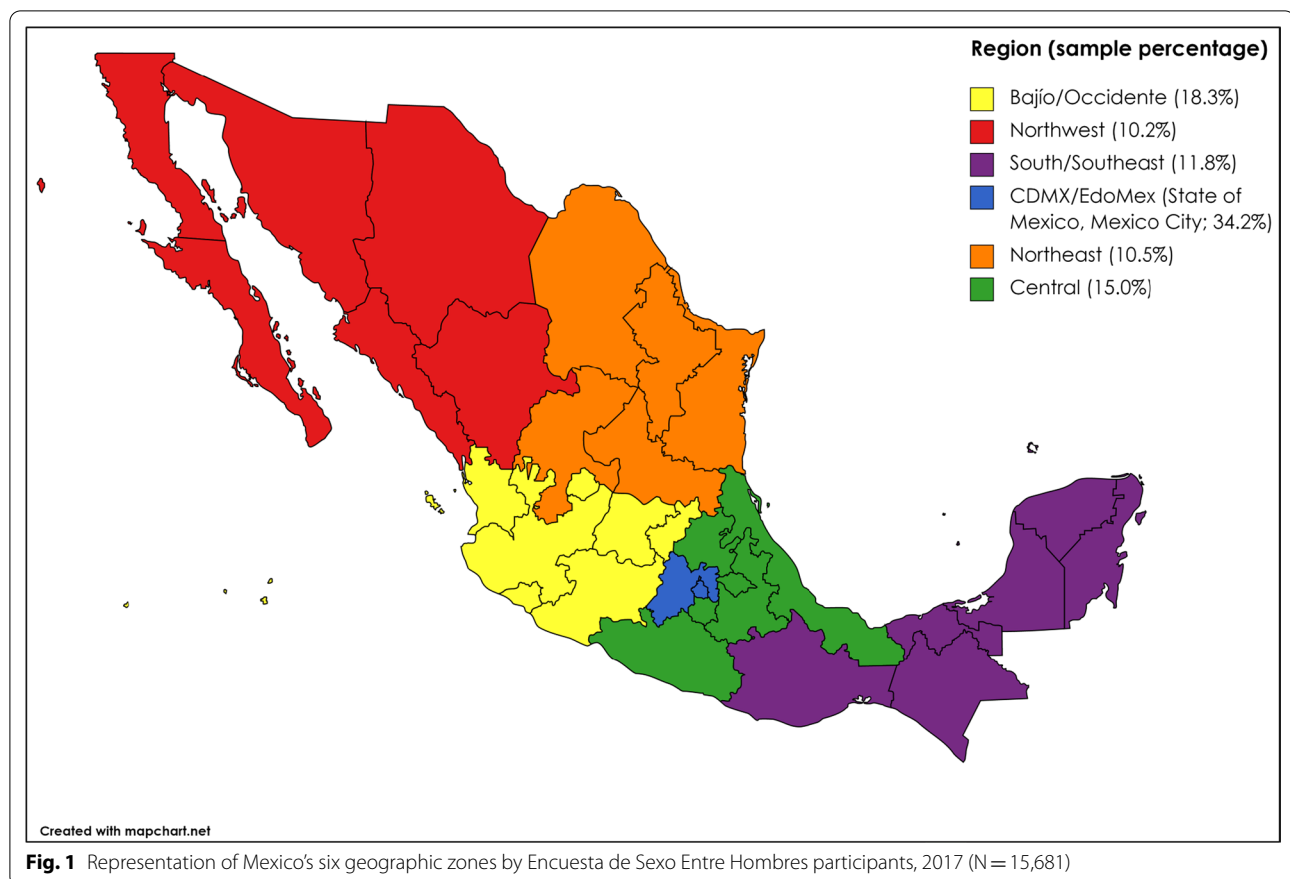 Region (sample percentage)
Bajío/Occidente (18.3%)
Northwest (10.2%)
South/Southeast (11.8%)
CDMX/EdoMex (State of
Mexico, Mexico City; 34.2%)
Northeast (10.5%)
Central (15.0%)
Created with mapchart.net
Fig. 1 Representation of Mexico’s six geographic zones by Encuesta de Sexo Entre Hombres participants, 2017 (N = 15,681)